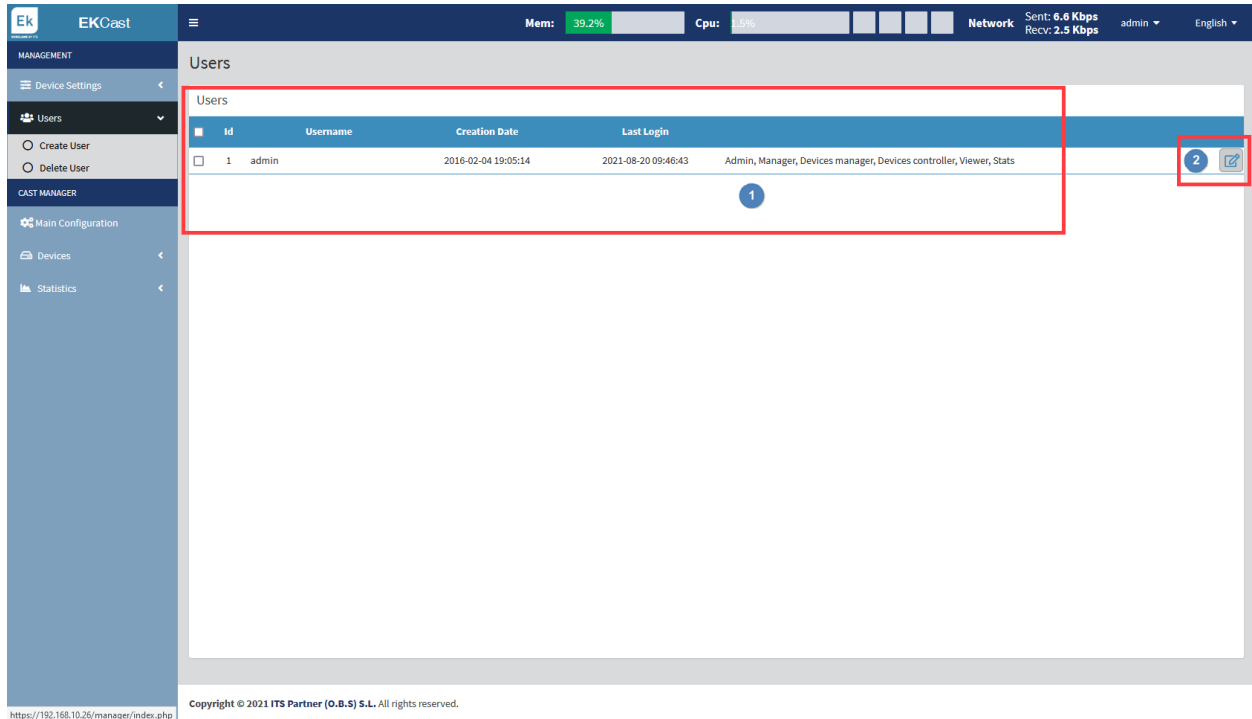 Ek
EKCast
Mem: 39.2%
Cpu: 1.5%
Network
Sent: 6.6 Kbps
Recv: 2.5 Kbps
admin
English
MANAGEMENT
Device Settings
Users
Create User
Delete User
CAST MANAGER
Main Configuration
Devices
Statistics
Users
Users
Id Username Creation Date Last Login
1 admin 2016-02-04 19:05:14 2021-08-20 09:46:43 Admin, Manager, Devices manager, Devices controller, Viewer, Stats
2
1
Copyright © 2021 ITS Partner (O.B.S) S.L. All rights reserved.
https://192.168.10.26/manager/index.php